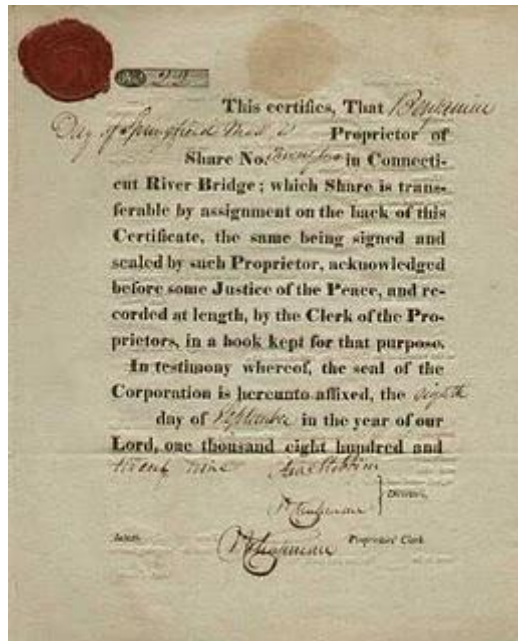 No. 22
This certifies, That Benjamin
Day of Springfield Mass is Proprietor of
Share No. Twenty two in Connecti-
cut River Bridge; which Share is trans-
ferable by assignment on the back of this
Certificate, the same being signed and
sealed by such Proprietor, acknowledged
before some Justice of the Peace, and re-
corded at length, by the Clerk of the Pro-
prietors, in a book kept for that purpose.
In testimony whereof, the seal of the
Corporation is hereunto affixed, the eighth
day of September in the year of our
Lord, one thousand eight hundred and
twenty nine
Directors,
Attest, Proprietors' Clerk